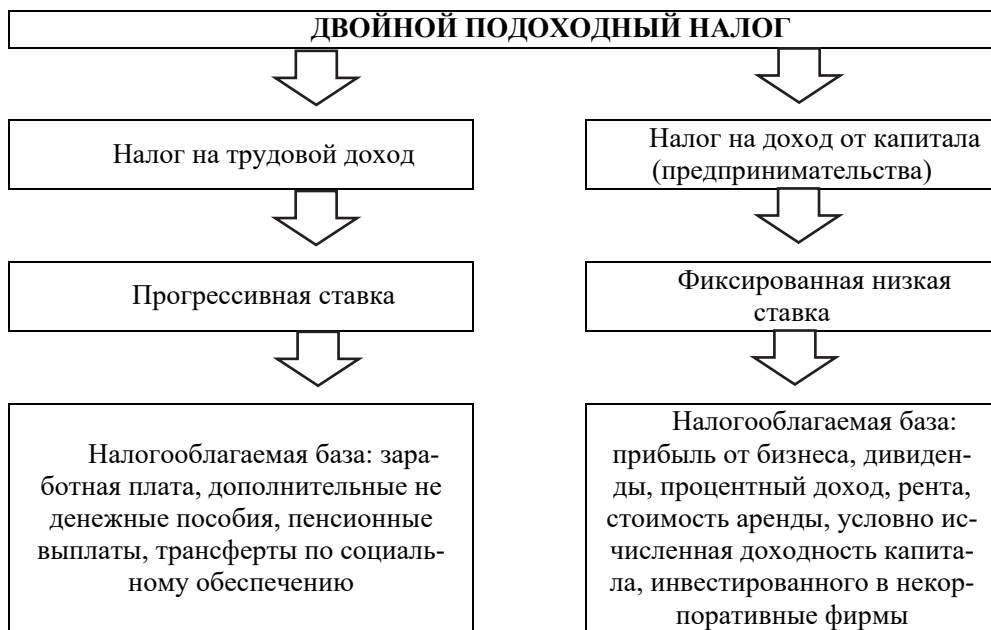 ДВОЙНОЙ ПОДОХОДНЫЙ НАЛОГ
Налог на трудовой доход
Налог на доход от капитала
(предпринимательства)
Прогрессивная ставка
Фиксированная низкая
ставка
Налогооблагаемая база: зара-
ботная плата, дополнительные не
денежные пособия, пенсионные
выплаты, трансферты по социаль-
ному обеспечению
Налогооблагаемая база:
прибыль от бизнеса, дивиден-
ды, процентный доход, рента,
стоимость аренды, условно ис-
численная доходность капита-
ла, инвестированного в некор-
поративные фирмы